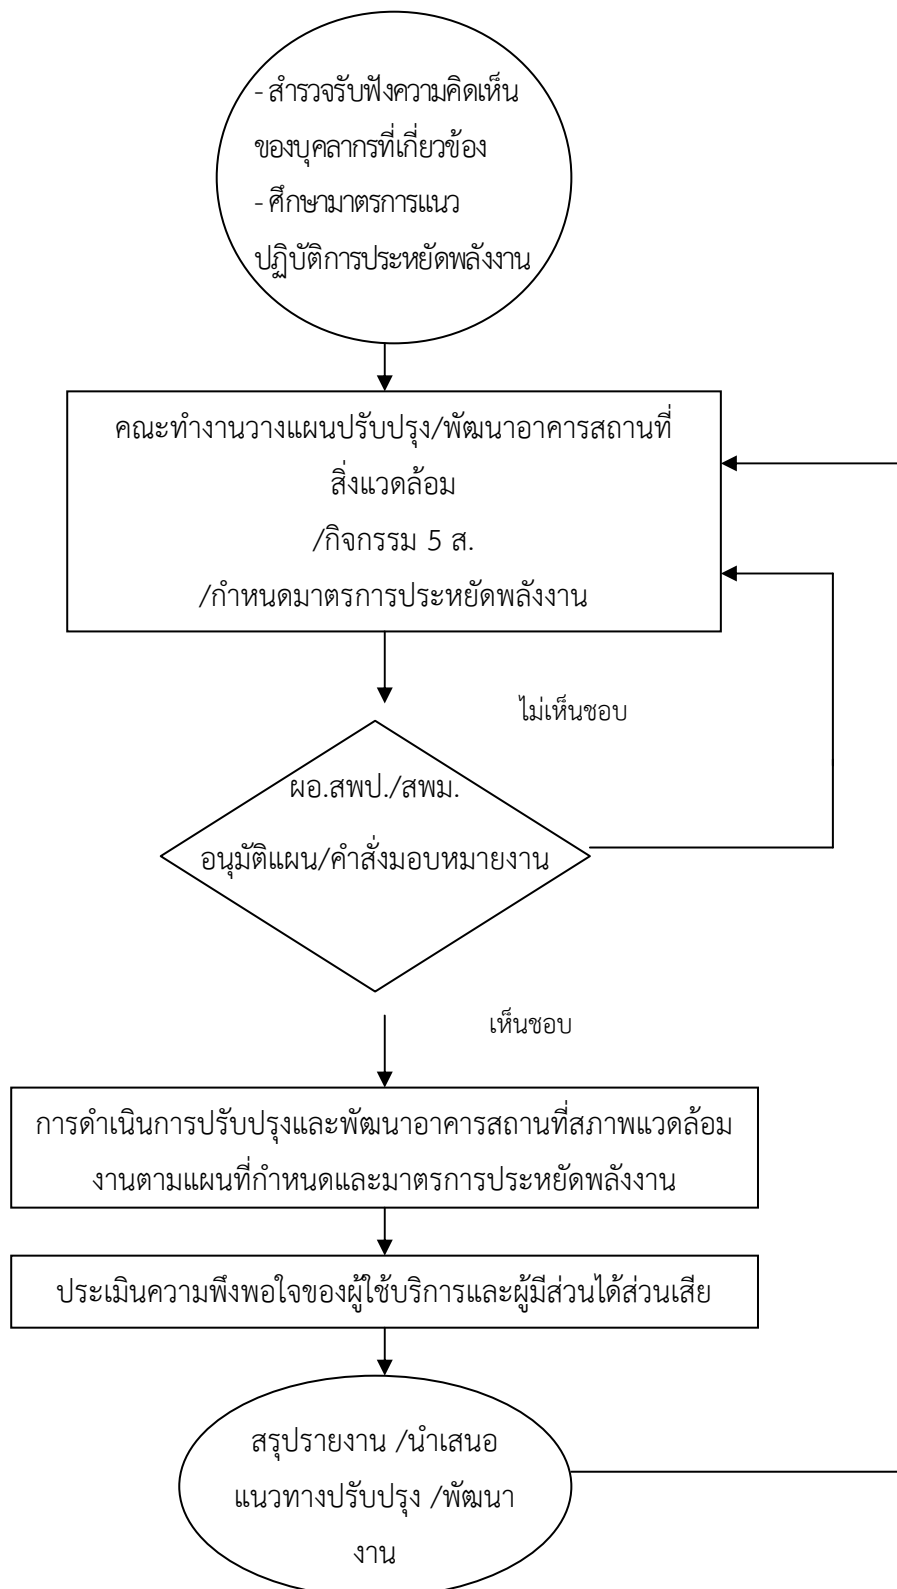 - สำรวจรับฟังความคิดเห็น
ของบุคลากรที่เกี่ยวข้อง
- ศึกษามาตรการแนว
ปฏิบัติการประหยัดพลังงาน
คณะทำงานวางแผนปรับปรุง/พัฒนาอาคารสถานที่
สิ่งแวดล้อม
/กิจกรรม 5 ส.
/กำหนดมาตรการประหยัดพลังงาน
ไม่เห็นชอบ
ผอ.สพป./สพม.
อนุมัติแผน/คำสั่งมอบหมายงาน
เห็นชอบ
การดำเนินการปรับปรุงและพัฒนาอาคารสถานที่สภาพแวดล้อม
งานตามแผนที่กำหนดและมาตรการประหยัดพลังงาน
ประเมินความพึงพอใจของผู้ใช้บริการและผู้มีส่วนได้ส่วนเสีย
สรุปรายงาน /นำเสนอ
แนวทางปรับปรุง /พัฒนา
งาน